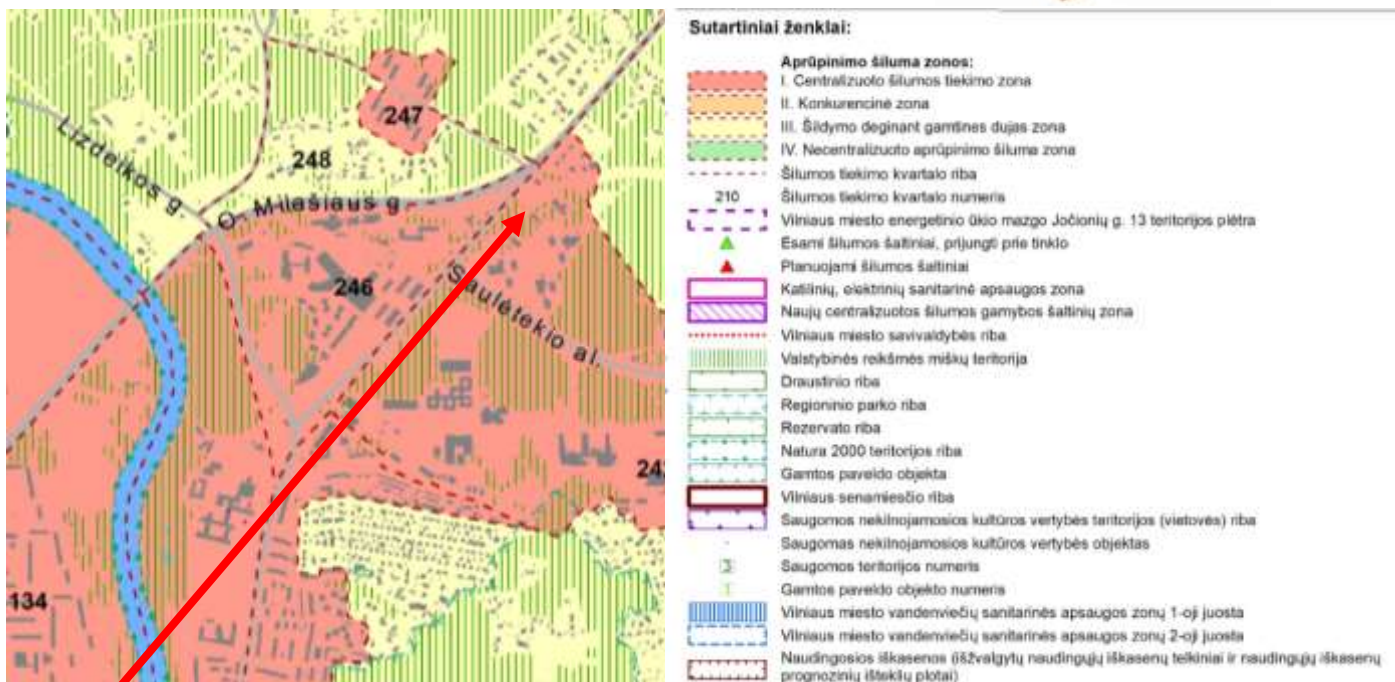 247
248
Lizdeikos g.
O. Milašiaus g.
246
Saulėtekio al.
134
Sutartiniai ženklai:
Aprūpinimo šiluma zonos:
I. Centralizuoto šilumos tiekimo zona
II. Konkurencinė zona
III. Šildymo deginant gamtines dujas zona
IV. Necentralizuoto aprūpinimo šiluma zona
Šilumos tiekimo kvartalo riba
210 Šilumos tiekimo kvartalo numeris
Vilniaus miesto energetinio ūkio mazgo Jočionių g. 13 teritorijos plėtra
Esami šilumos šaltiniai, prijungti prie tinklo
Planuojami šilumos šaltiniai
Katilinių, elektrinių sanitarinė apsaugos zona
Naujų centralizuotos šilumos gamybos šaltinių zona
Vilniaus miesto savivaldybės riba
Valstybinės reikšmės miškų teritorija
Draustinio riba
Regioninio parko riba
Rezervato riba
Natura 2000 teritorijos riba
Gamtos paveldo objekta
Vilniaus senamiesčio riba
Saugomos nekilnojamosios kultūros vertybės teritorijos (vietovės) riba
Saugomas nekilnojamosios kultūros vertybės objektas
Saugomos teritorijos numeris
Gamtos paveldo objekto numeris
Vilniaus miesto vandenviečių sanitarinės apsaugos zonų 1-oji juosta
Vilniaus miesto vandenviečių sanitarinės apsaugos zonų 2-oji juosta
Naudingosios iškasenos (išžvalgytų naudingųjų iškasenų telkiniai ir naudingųjų iškasenų
prognozinių išteklių plotai)